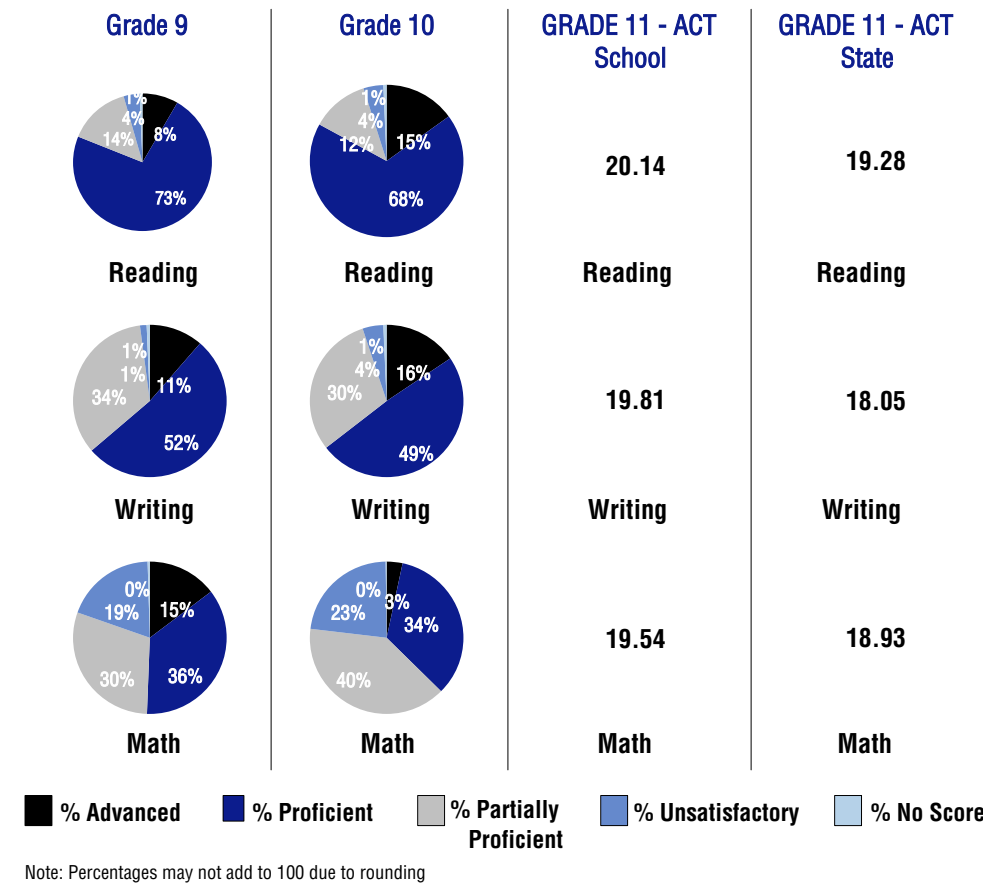 Grade 9
Grade 10
GRADE 11 - ACT
School
GRADE 11 - ACT
State
1%
4%
14%
8%
73%
1%
4%
12%
15%
68%
20.14
19.28
Reading
Reading
Reading
Reading
1%
1%
34%
11%
52%
1%
4%
30%
16%
49%
19.81
18.05
Writing
Writing
Writing
Writing
0%
19%
15%
30%
36%
0%
23%
3%
34%
40%
19.54
18.93
Math
Math
Math
Math
% Advanced
% Proficient
% Partially
Proficient
% Unsatisfactory
% No Score
Note: Percentages may not add to 100 due to rounding